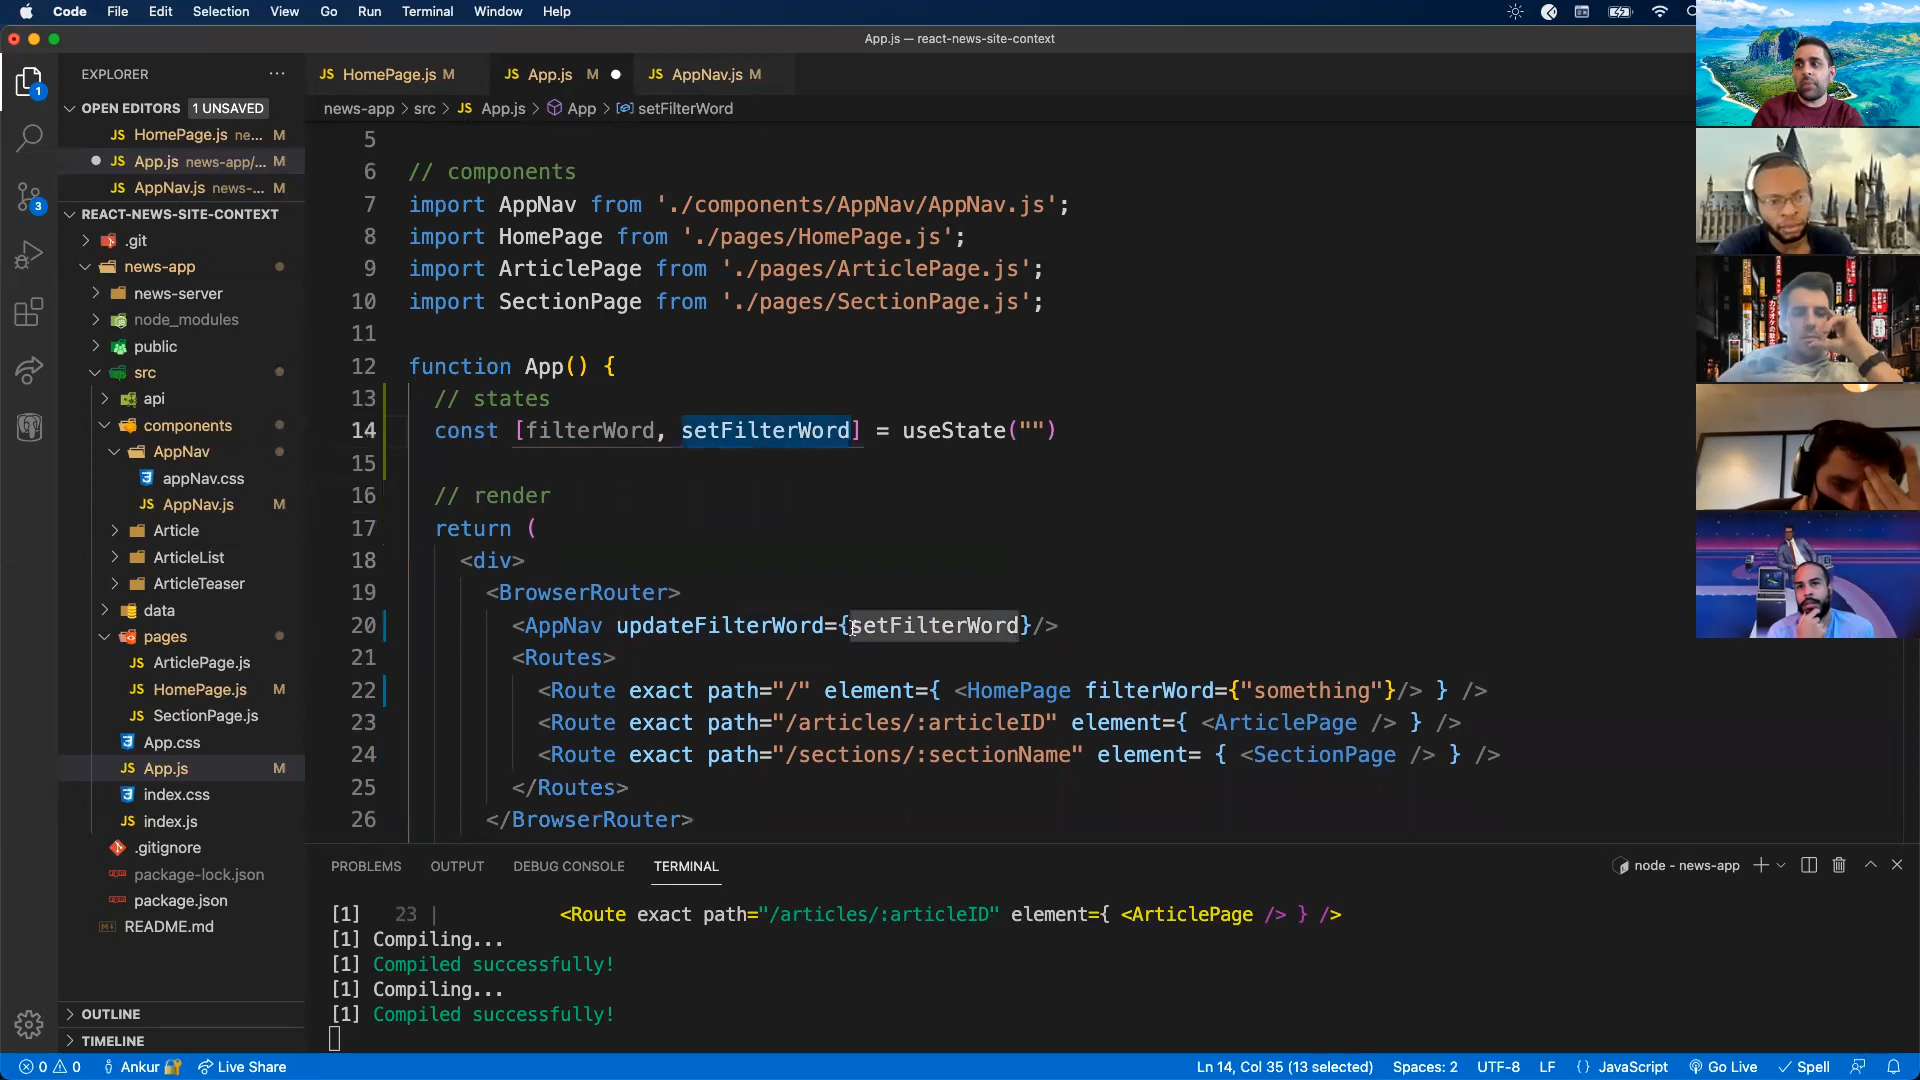 Code File Edit Selection View Go Run Terminal Window Help
App.js — react-news-site-context
EXPLORER ···
OPEN EDITORS 1 UNSAVED
JS HomePage.js ne... M
JS App.js news-app/... M
JS AppNav.js news-... M
REACT-NEWS-SITE-CONTEXT
.git
news-app
news-server
node_modules
public
src
api
components
AppNav
appNav.css
JS AppNav.js M
Article
ArticleList
ArticleTeaser
data
pages
JS ArticlePage.js
JS HomePage.js M
JS SectionPage.js
App.css
JS App.js M
index.css
JS index.js
.gitignore
package-lock.json
package.json
README.md
OUTLINE
TIMELINE
1
3
JS HomePage.js M JS App.js M JS AppNav.js M
news-app > src > JS App.js > App > setFilterWord
5
6 // components
7 import AppNav from './components/AppNav/AppNav.js';
8 import HomePage from './pages/HomePage.js';
9 import ArticlePage from './pages/ArticlePage.js';
10 import SectionPage from './pages/SectionPage.js';
11
12 function App() {
13 // states
14 const [filterWord, setFilterWord] = useState("")
15
16 // render
17 return (
18 <div>
19 <BrowserRouter>
20 <AppNav updateFilterWord={setFilterWord}/>
21 <Routes>
22 <Route exact path="/" element={ <HomePage filterWord={"something"}/> } />
23 <Route exact path="/articles/:articleID" element={ <ArticlePage /> } />
24 <Route exact path="/sections/:sectionName" element= { <SectionPage /> } />
25 </Routes>
26 </BrowserRouter>
PROBLEMS OUTPUT DEBUG CONSOLE TERMINAL node - news-app
[1] 23 | <Route exact path="/articles/:articleID" element={ <ArticlePage /> } />
[1] Compiling...
[1] Compiled successfully!
[1] Compiling...
[1] Compiled successfully!
0 0 Ankur Live Share Ln 14, Col 35 (13 selected) Spaces: 2 UTF-8 LF {} JavaScript Go Live Spell